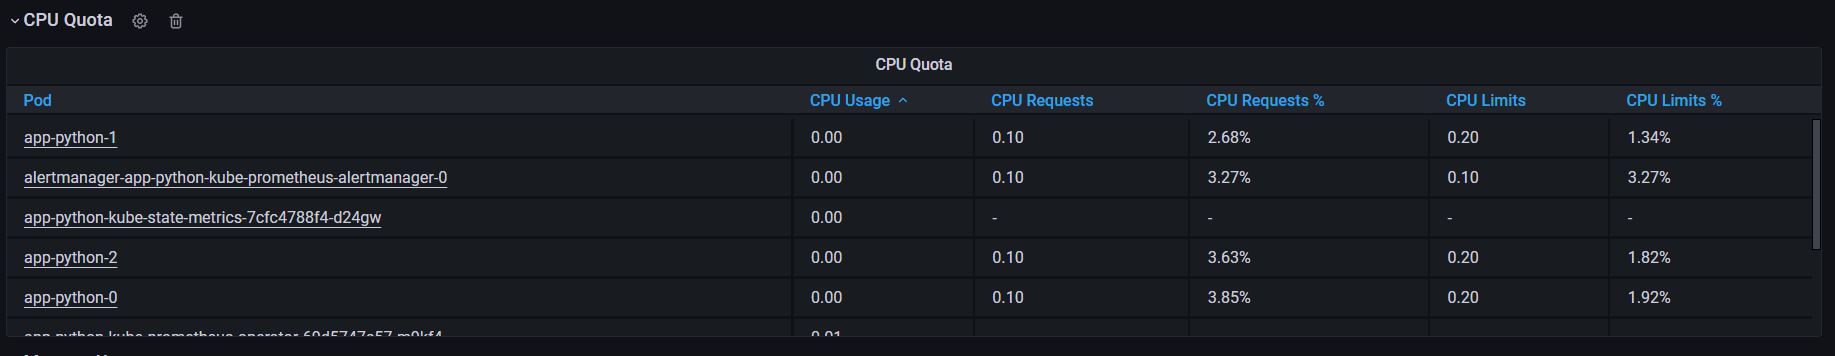 CPU Quota
CPU Quota
Pod CPU Usage CPU Requests CPU Requests % CPU Limits CPU Limits %
app-python-1 0.00 0.10 2.68% 0.20 1.34%
alertmanager-app-python-kube-prometheus-alertmanager-0 0.00 0.10 3.27% 0.10 3.27%
app-python-kube-state-metrics-7cfc4788f4-d24gw 0.00 - - - -
app-python-2 0.00 0.10 3.63% 0.20 1.82%
app-python-0 0.00 0.10 3.85% 0.20 1.92%
0.01